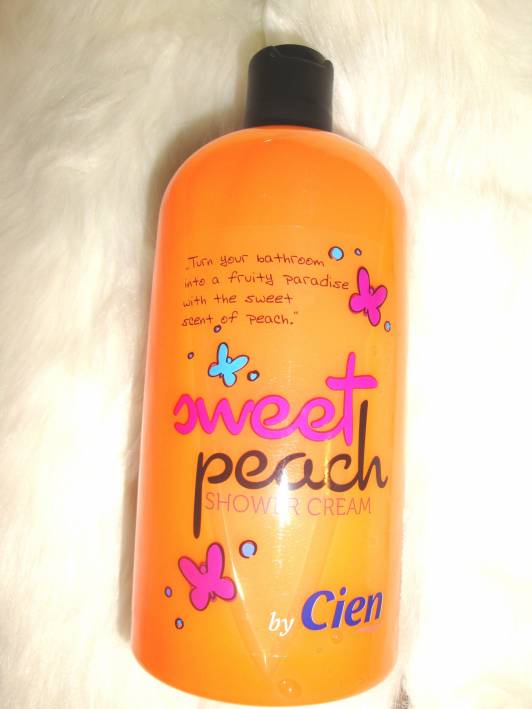 „Turn your bathroom
into a fruity paradise
with the sweet
scent of peach."
sweet
peach
SHOWER CREAM
by Cien